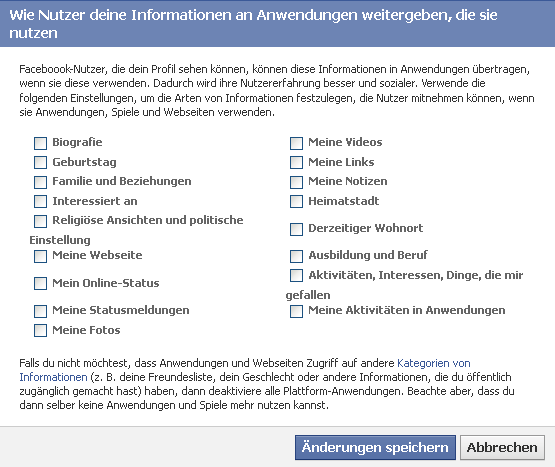 Wie Nutzer deine Informationen an Anwendungen weitergeben, die sie
nutzen
Faceboook-Nutzer, die dein Profil sehen können, können diese Informationen in Anwendungen übertragen,
wenn sie diese verwenden. Dadurch wird ihre Nutzererfahrung besser und sozialer. Verwende die
folgenden Einstellungen, um die Arten von Informationen festzulegen, die Nutzer mitnehmen können, wenn
sie Anwendungen, Spiele und Webseiten verwenden.
Biografie
Geburtstag
Familie und Beziehungen
Interessiert an
Religiöse Ansichten und politische
Einstellung
Meine Webseite
Mein Online-Status
Meine Statusmeldungen
Meine Fotos
Meine Videos
Meine Links
Meine Notizen
Heimatstadt
Derzeitiger Wohnort
Ausbildung und Beruf
Aktivitäten, Interessen, Dinge, die mir
gefallen
Meine Aktivitäten in Anwendungen
Falls du nicht möchtest, dass Anwendungen und Webseiten Zugriff auf andere Kategorien von
Informationen (z. B. deine Freundesliste, dein Geschlecht oder andere Informationen, die du öffentlich
zugänglich gemacht hast) haben, dann deaktiviere alle Plattform-Anwendungen. Beachte aber, dass du
dann selber keine Anwendungen und Spiele mehr nutzen kannst.
Änderungen speichern Abbrechen